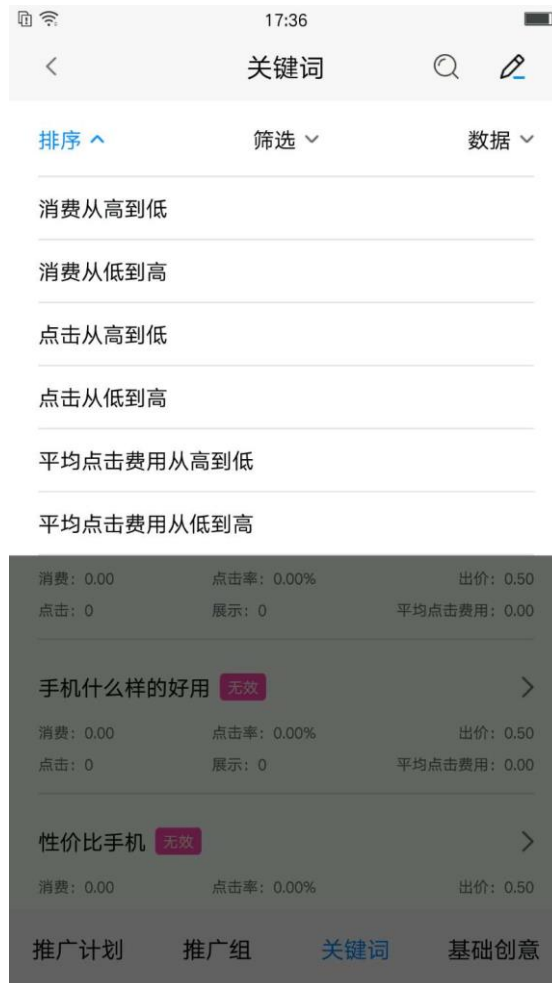 17:36
关键词
排序 筛选 数据
消费从高到低
消费从低到高
点击从高到低
点击从低到高
平均点击费用从高到低
平均点击费用从低到高
消费：0.00 点击率：0.00% 出价：0.50
点击：0 展示：0 平均点击费用：0.00
手机什么样的好用 无效
消费：0.00 点击率：0.00% 出价：0.50
点击：0 展示：0 平均点击费用：0.00
性价比手机 无效
消费：0.00 点击率：0.00% 出价：0.50
推广计划 推广组 关键词 基础创意